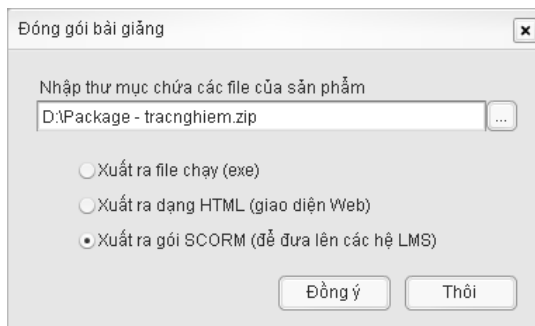 Đóng gói bài giảng
Nhập thư mục chứa các file của sản phẩm
D:\Package - tracnghiem.zip
...
Xuất ra file chạy (exe)
Xuất ra dạng HTML (giao diện Web)
Xuất ra gói SCORM (để đưa lên các hệ LMS)
Đồng ý Thôi